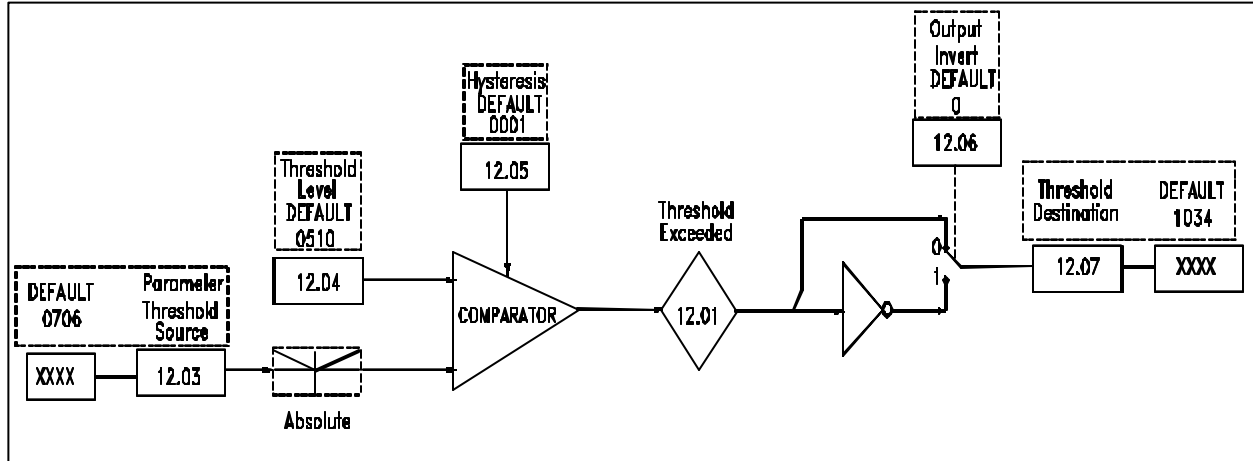 Output
Invert
DEFAULT
0
12.06
Hysteresis
DEFAULT
0001
12.05
Threshold
Level
DEFAULT
0510
12.04
Threshold
Exceeded
12.01
COMPARATOR
0
1
Threshold DEFAULT
Destination 1034
12.07
XXXX
DEFAULT Parameter
0706 Threshold
Source
XXXX
12.03
Absolute